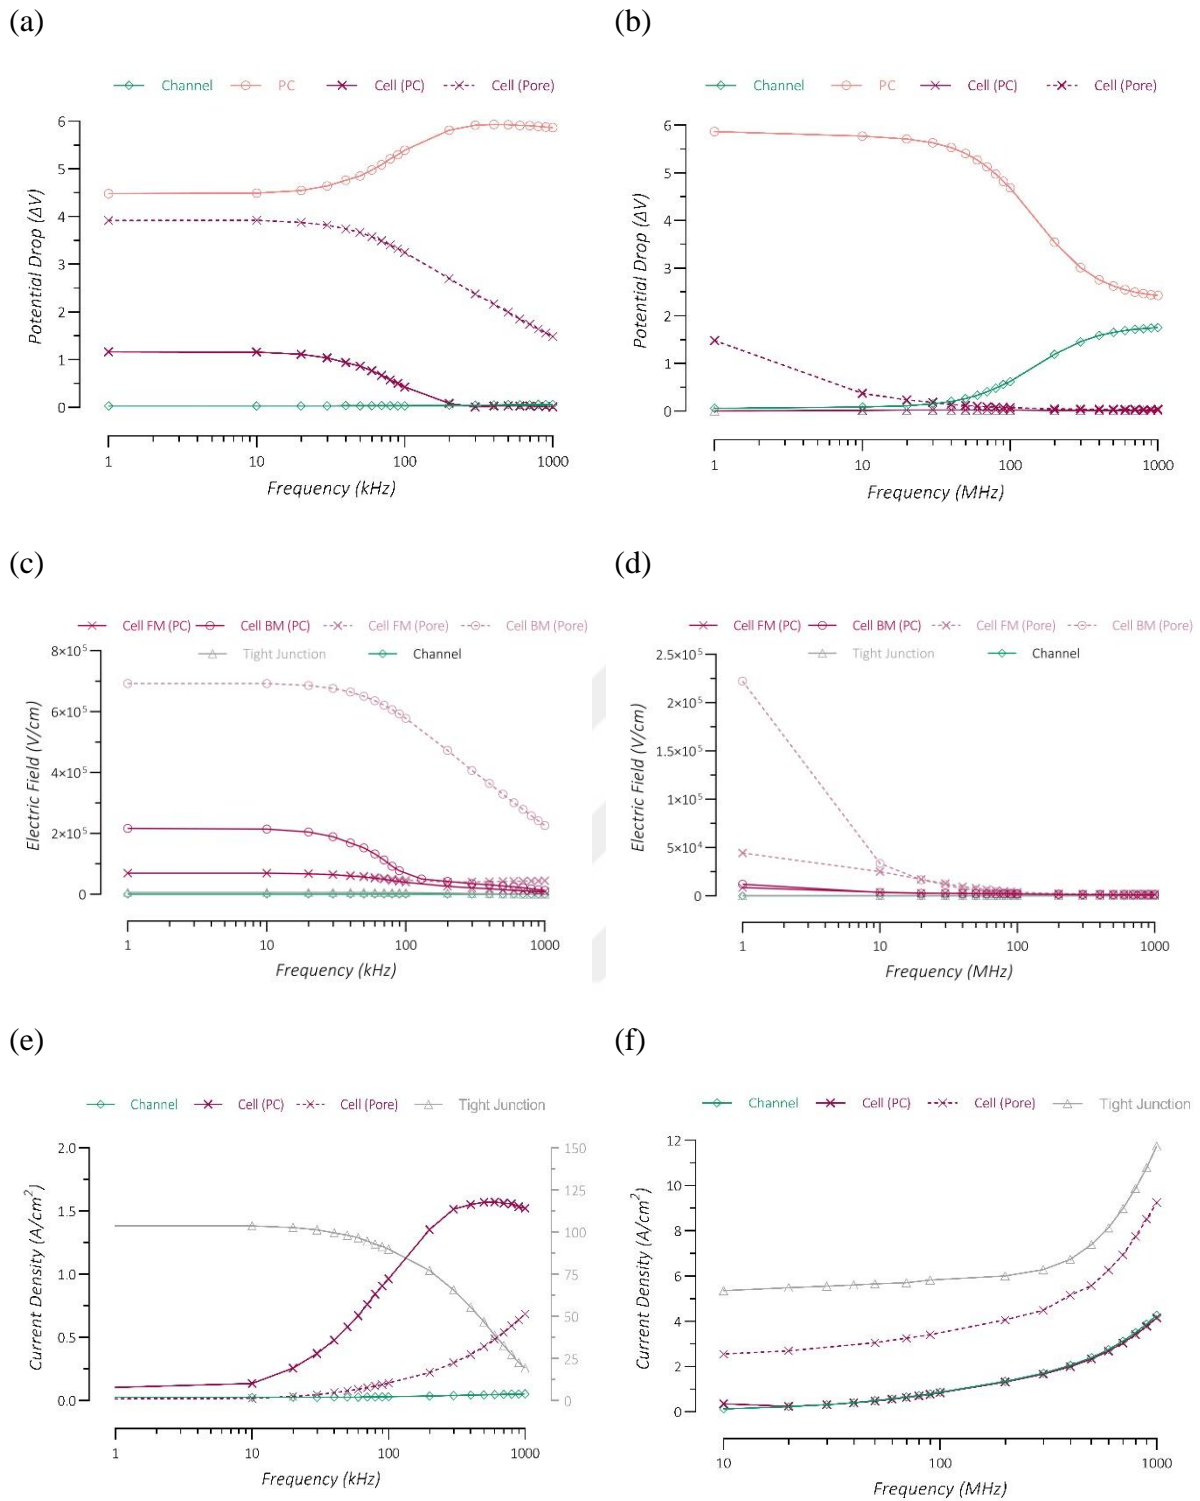 (a)
(b)
Channel PC Cell (PC) Cell (Pore)
Channel PC Cell (PC) Cell (Pore)
Potential Drop (ΔV)
6
5
4
3
2
1
0
1 10 100 1000
Frequency (kHz)
Potential Drop (ΔV)
6
5
4
3
2
1
0
1 10 100 1000
Frequency (MHz)
(c)
(d)
Cell FM (PC) Cell BM (PC) Cell FM (Pore) Cell BM (Pore)
Tight Junction Channel
Electric Field (V/cm)
8×10⁵
6×10⁵
4×10⁵
2×10⁵
0
1 10 100 1000
Frequency (kHz)
Cell FM (PC) Cell BM (PC) Cell FM (Pore) Cell BM (Pore)
Tight Junction Channel
Electric Field (V/cm)
2.5×10⁵
2×10⁵
1.5×10⁵
1×10⁵
5×10⁴
0
1 10 100 1000
Frequency (MHz)
(e)
(f)
Channel Cell (PC) Cell (Pore) Tight Junction
Current Density (A/cm²)
2.0
1.5
1.0
0.5
0.0
150
125
100
75
50
25
0
1 10 100 1000
Frequency (kHz)
Channel Cell (PC) Cell (Pore) Tight Junction
Current Density (A/cm²)
12
10
8
6
4
2
0
10 100 1000
Frequency (MHz)